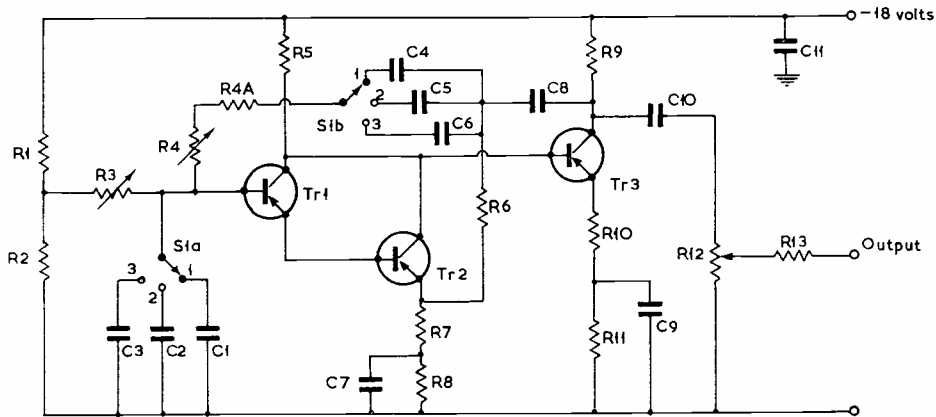 −18 volts
R5
R9
C11
C4
R4A
1
C5
C8
2
C10
S1b
3
C6
R4
R1
R3
Tr1
Tr3
R6
R2
S1a
R10
R12
R13
Output
3
1
2
Tr2
R7
C9
C3
C2
C1
R11
C7
R8